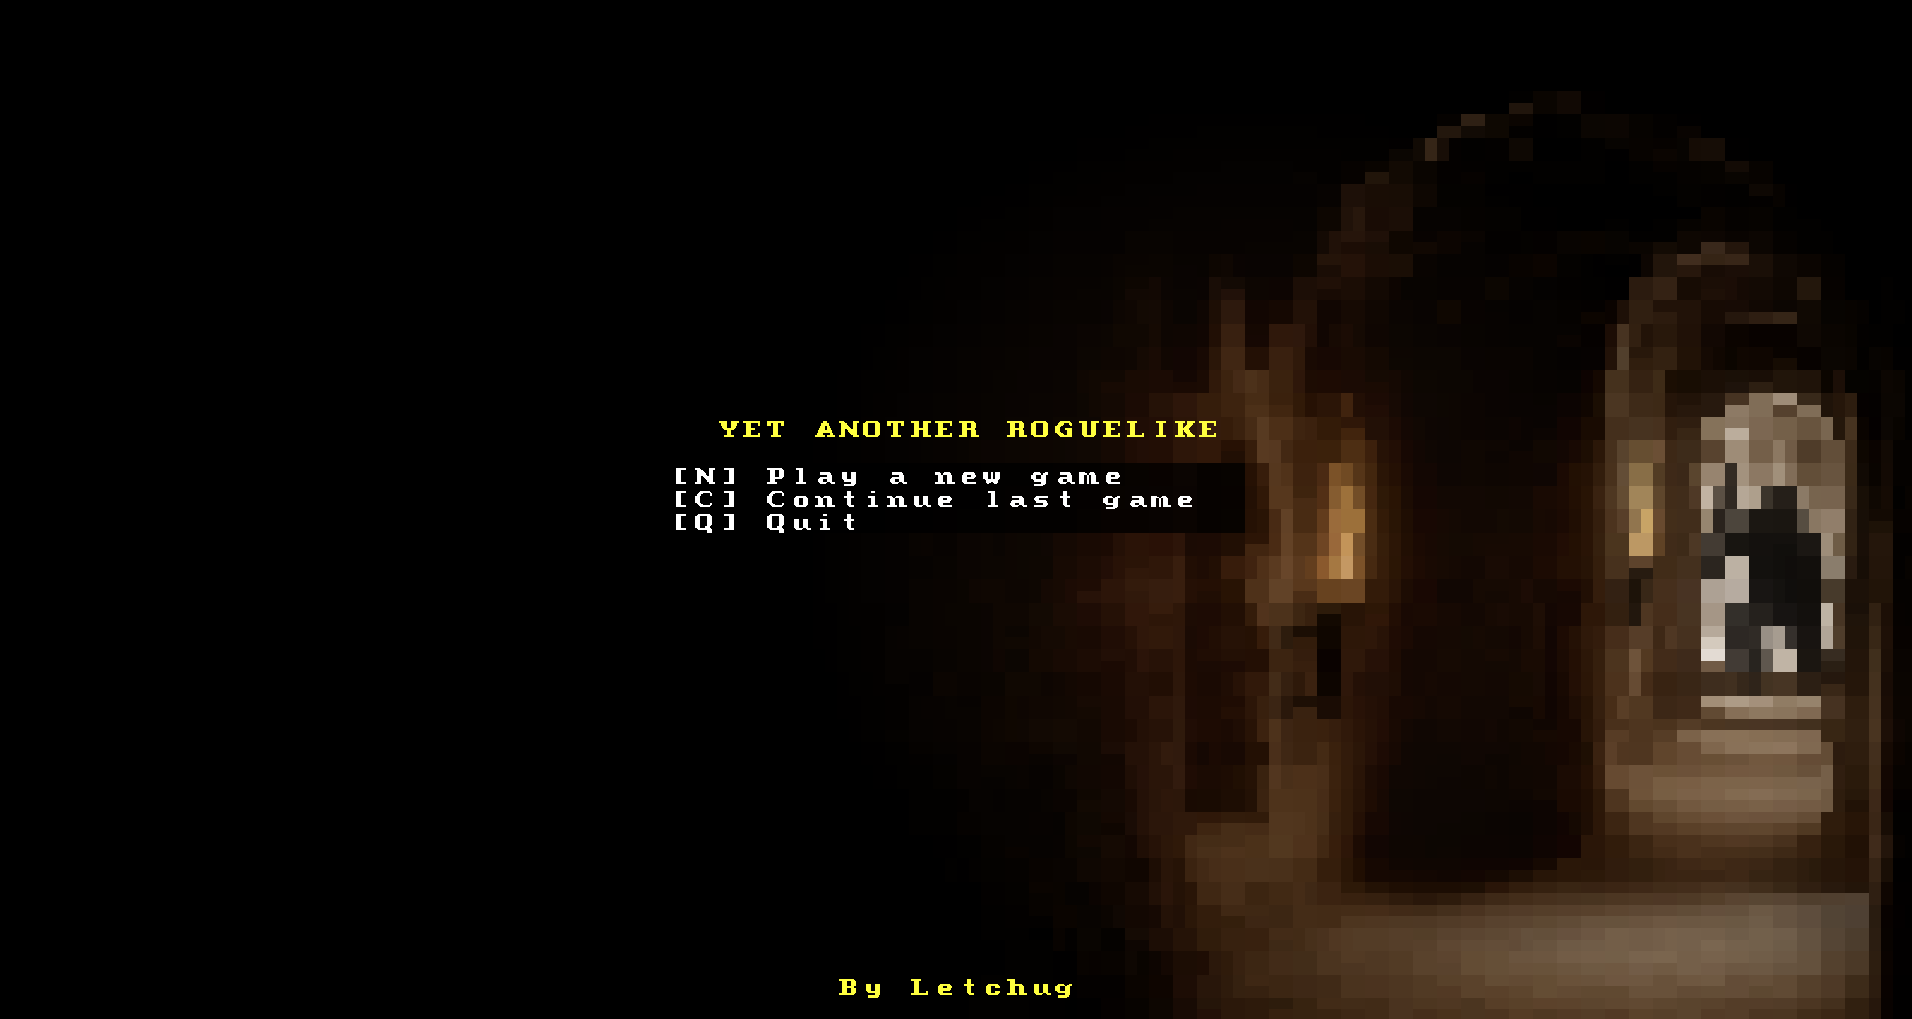 YET ANOTHER ROGUELIKE
[N] Play a new game
[C] Continue last game
[Q] Quit
By Letchug